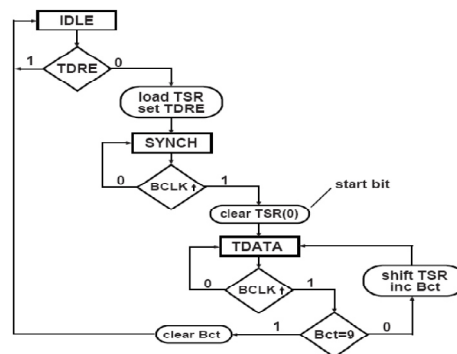 IDLE
1
TDRE
0
load TSR
set TDRE
SYNCH
0
BCLK ↑
1
start bit
clear TSR(0)
TDATA
0
BCLK ↑
1
shift TSR
inc Bct
clear Bct
1
Bct=9
0